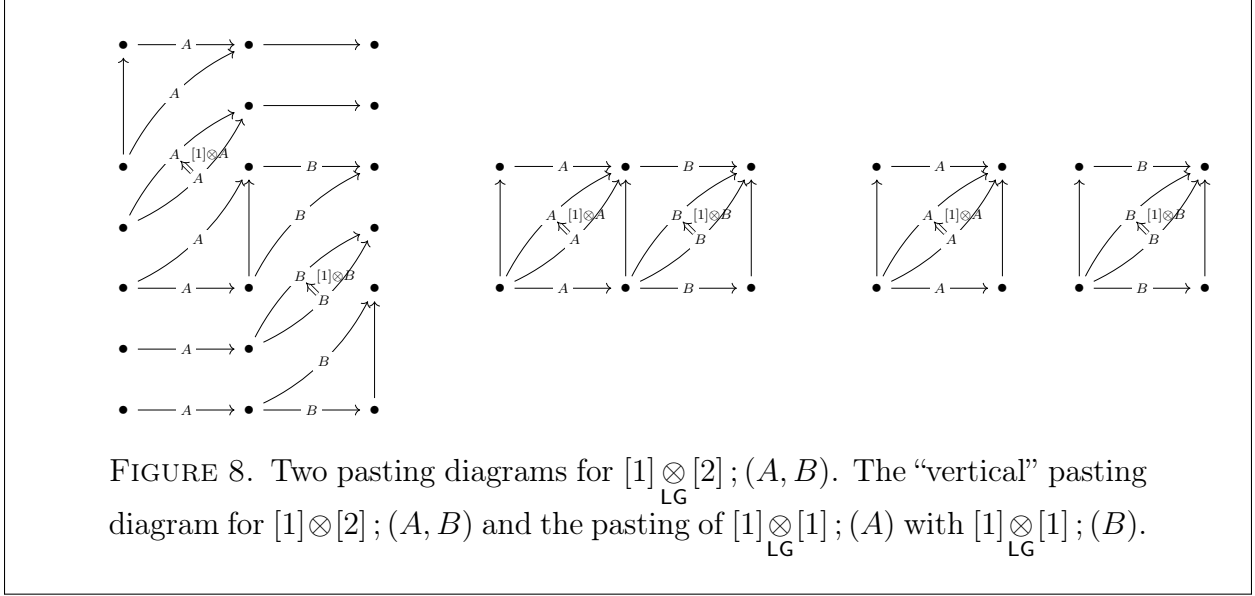 A
A
A [1]⊗A
A
B
A A B B
A [1]⊗A B [1]⊗B A [1]⊗A B [1]⊗B
A B A B A B
A A B A B
B [1]⊗B
B
A
B
A B
FIGURE 8. Two pasting diagrams for [1] ⊗ [2] ; (A, B). The “vertical” pasting
LG
diagram for [1]⊗[2] ; (A, B) and the pasting of [1]⊗[1] ; (A) with [1]⊗[1] ; (B).
LG LG